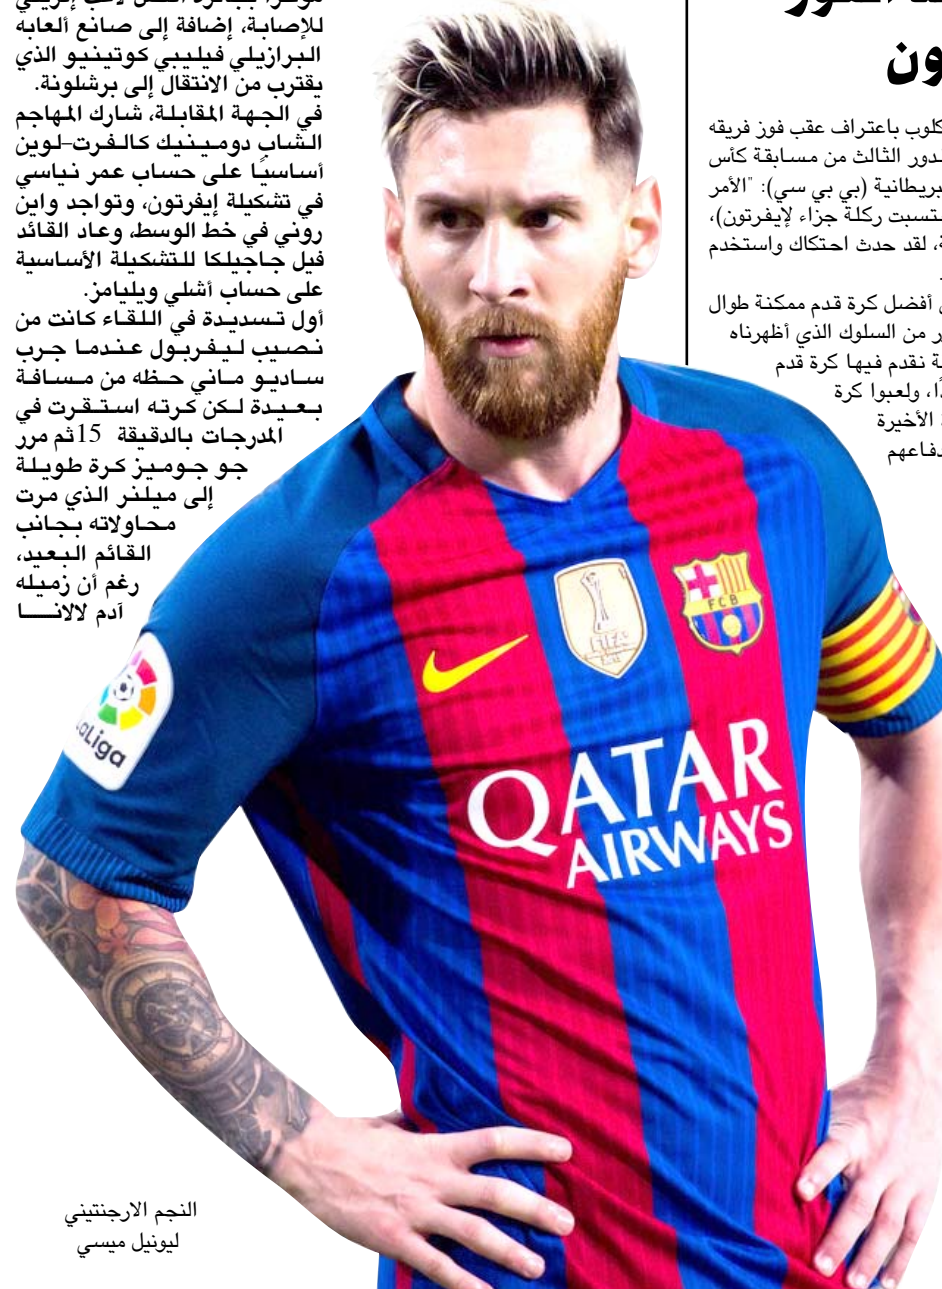 للإصابة، إضافة إلى صانع ألعابه
البرازيلي فيليبي كوتينيو الذي
يقترب من الانتقال إلى برشلونة.
في الجهة المقابلة، شارك المهاجم
الشاب دومينيك كالفرت–لوين
أساسيًا على حساب عمر نياسي
في تشكيلة إيفرتون، وتواجد واين
روني في خط الوسط، وعاد القائد
فيل جاجيلكا للتشكيلة الأساسية
على حساب أشلي ويليامز.
أول تسديدة في اللقاء كانت من
نصيب ليفربول عندما جرب
ساديو ماني حظه من مسافة
بعيدة لكن كرته استقرت في
المدرجات بالدقيقة 15ثم مرر
جو جوميز كرة طويلة
إلى ميلنر الذي مرت
محاولاته بجانب
القائم البعيد،
رغم أن زميله
آدم لالانا
ون
كلوب باعتراف عقب فوز فريقه
الثالث من مسابقة كأس
بريطانية (بي بي سي): "الأمر
ركلة جزاء لإيفرتون)،
لقد حدث احتكاك واستخدم
أفضل كرة قدم ممكنة طوال
من السلوك الذي أظهرناه
نقدم فيها كرة قدم
ولعبوا كرة
الأخيرة
FCB
LaLiga
QATAR
AIRWAYS
النجم الارجنتيني
ليونيل ميسي